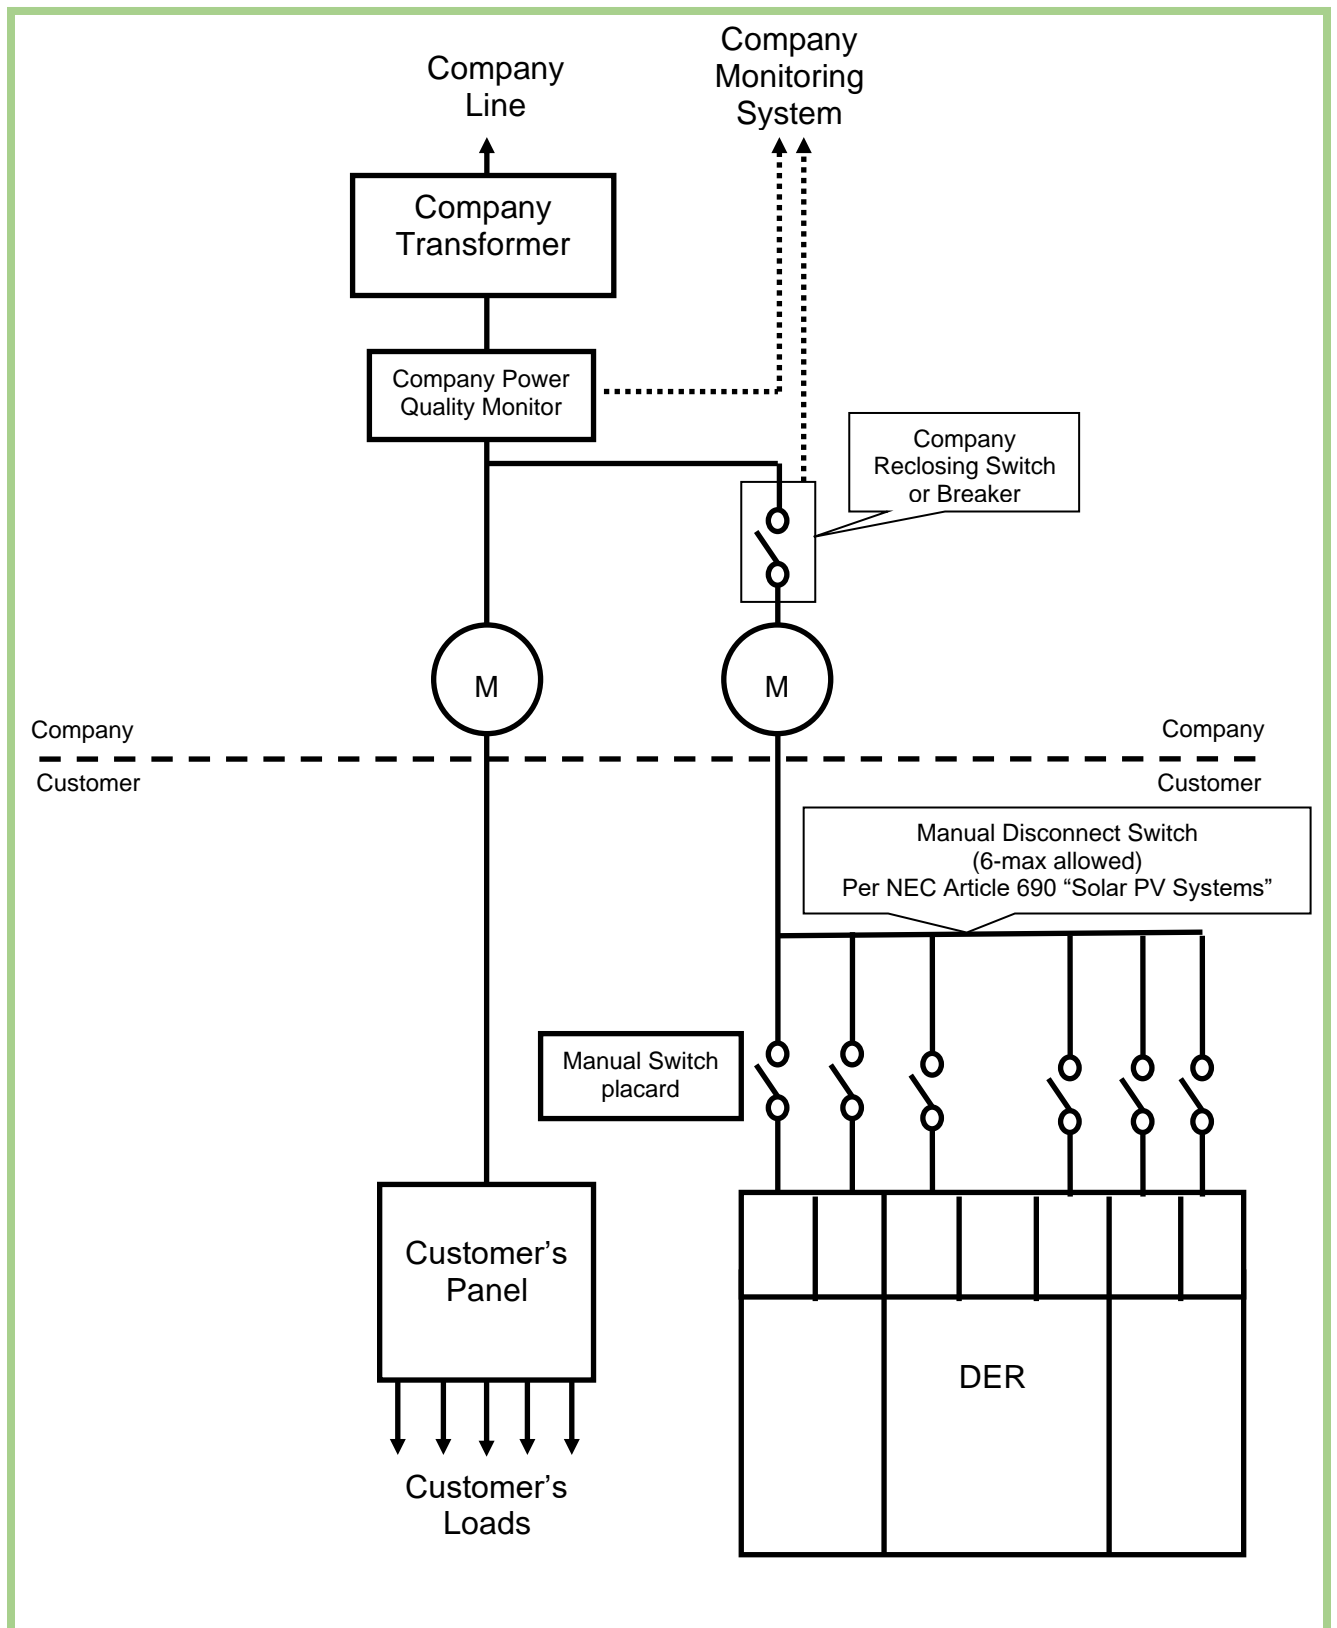 Company
Line
Company
Monitoring
System
Company
Transformer
Company Power
Quality Monitor
Company
Reclosing Switch
or Breaker
M
M
Company
Company
Customer
Customer
Manual Disconnect Switch
(6-max allowed)
Per NEC Article 690 “Solar PV Systems”
Manual Switch
placard
Customer’s
Panel
DER
Customer’s
Loads